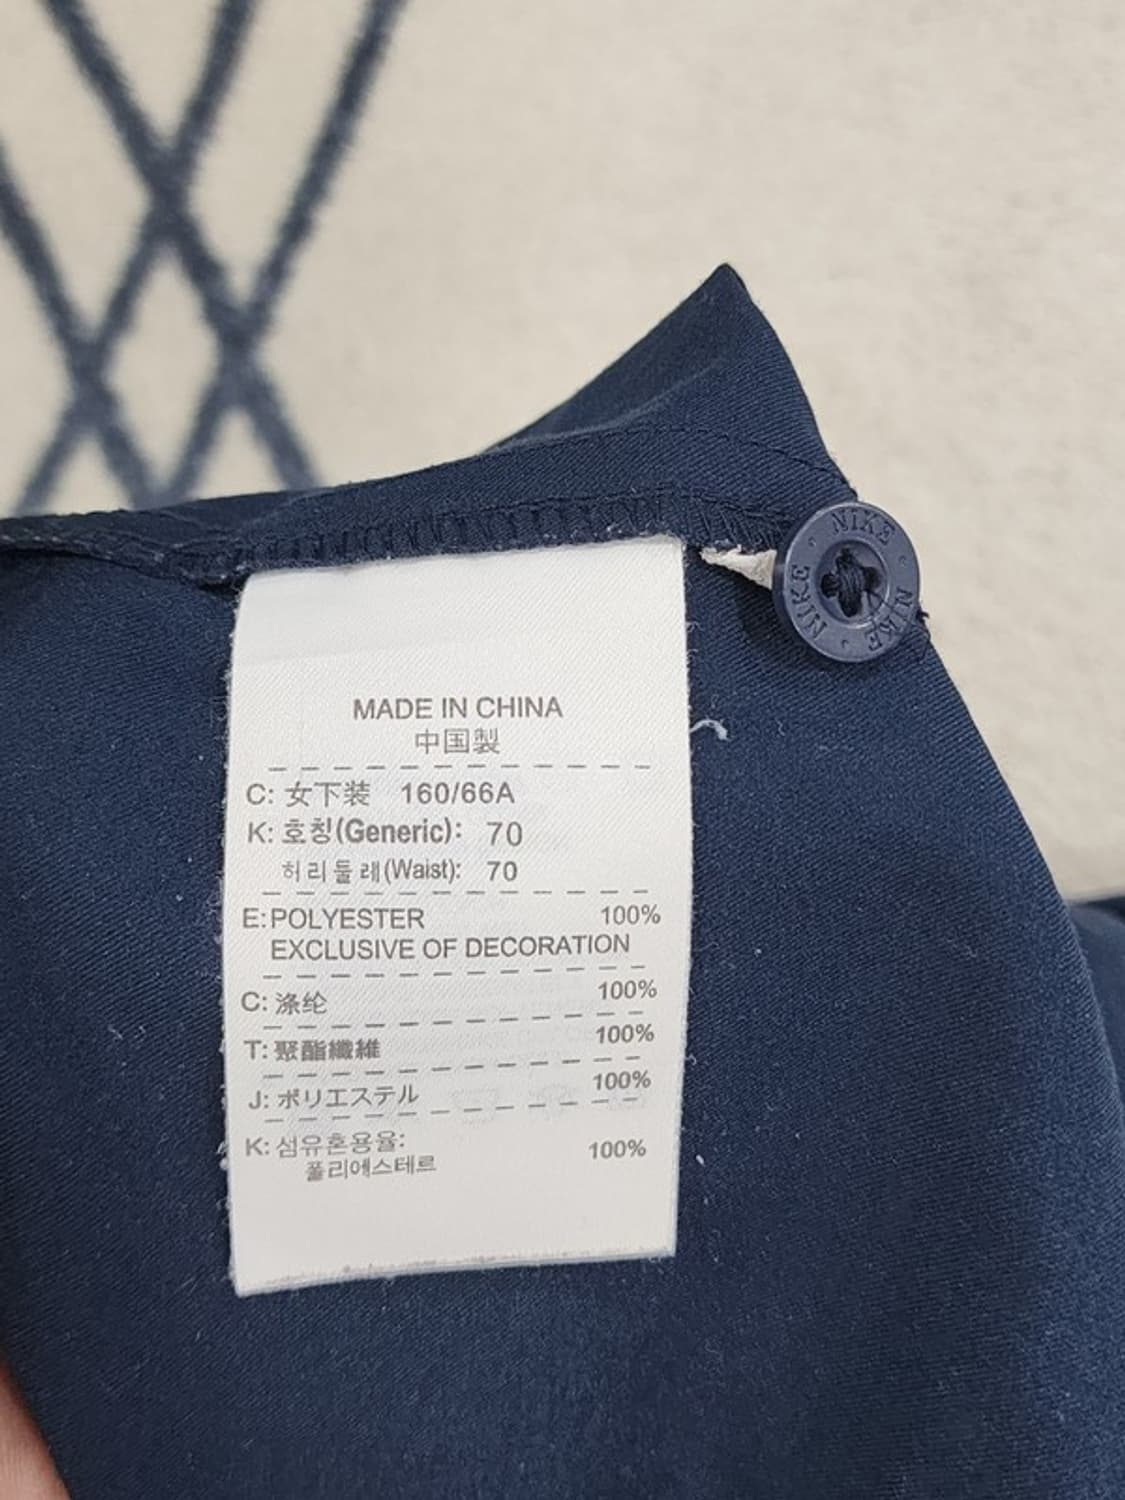 NIKE NIKE NIKE NIKE
MADE IN CHINA
中国製
C: 女下装 160/66A
K: 호칭(Generic): 70
허리둘레(Waist): 70
E: POLYESTER 100%
EXCLUSIVE OF DECORATION
C: 涤纶 100%
T: 聚酯纖維 100%
J: ポリエステル 100%
K: 섬유혼용율:
폴리에스테르 100%